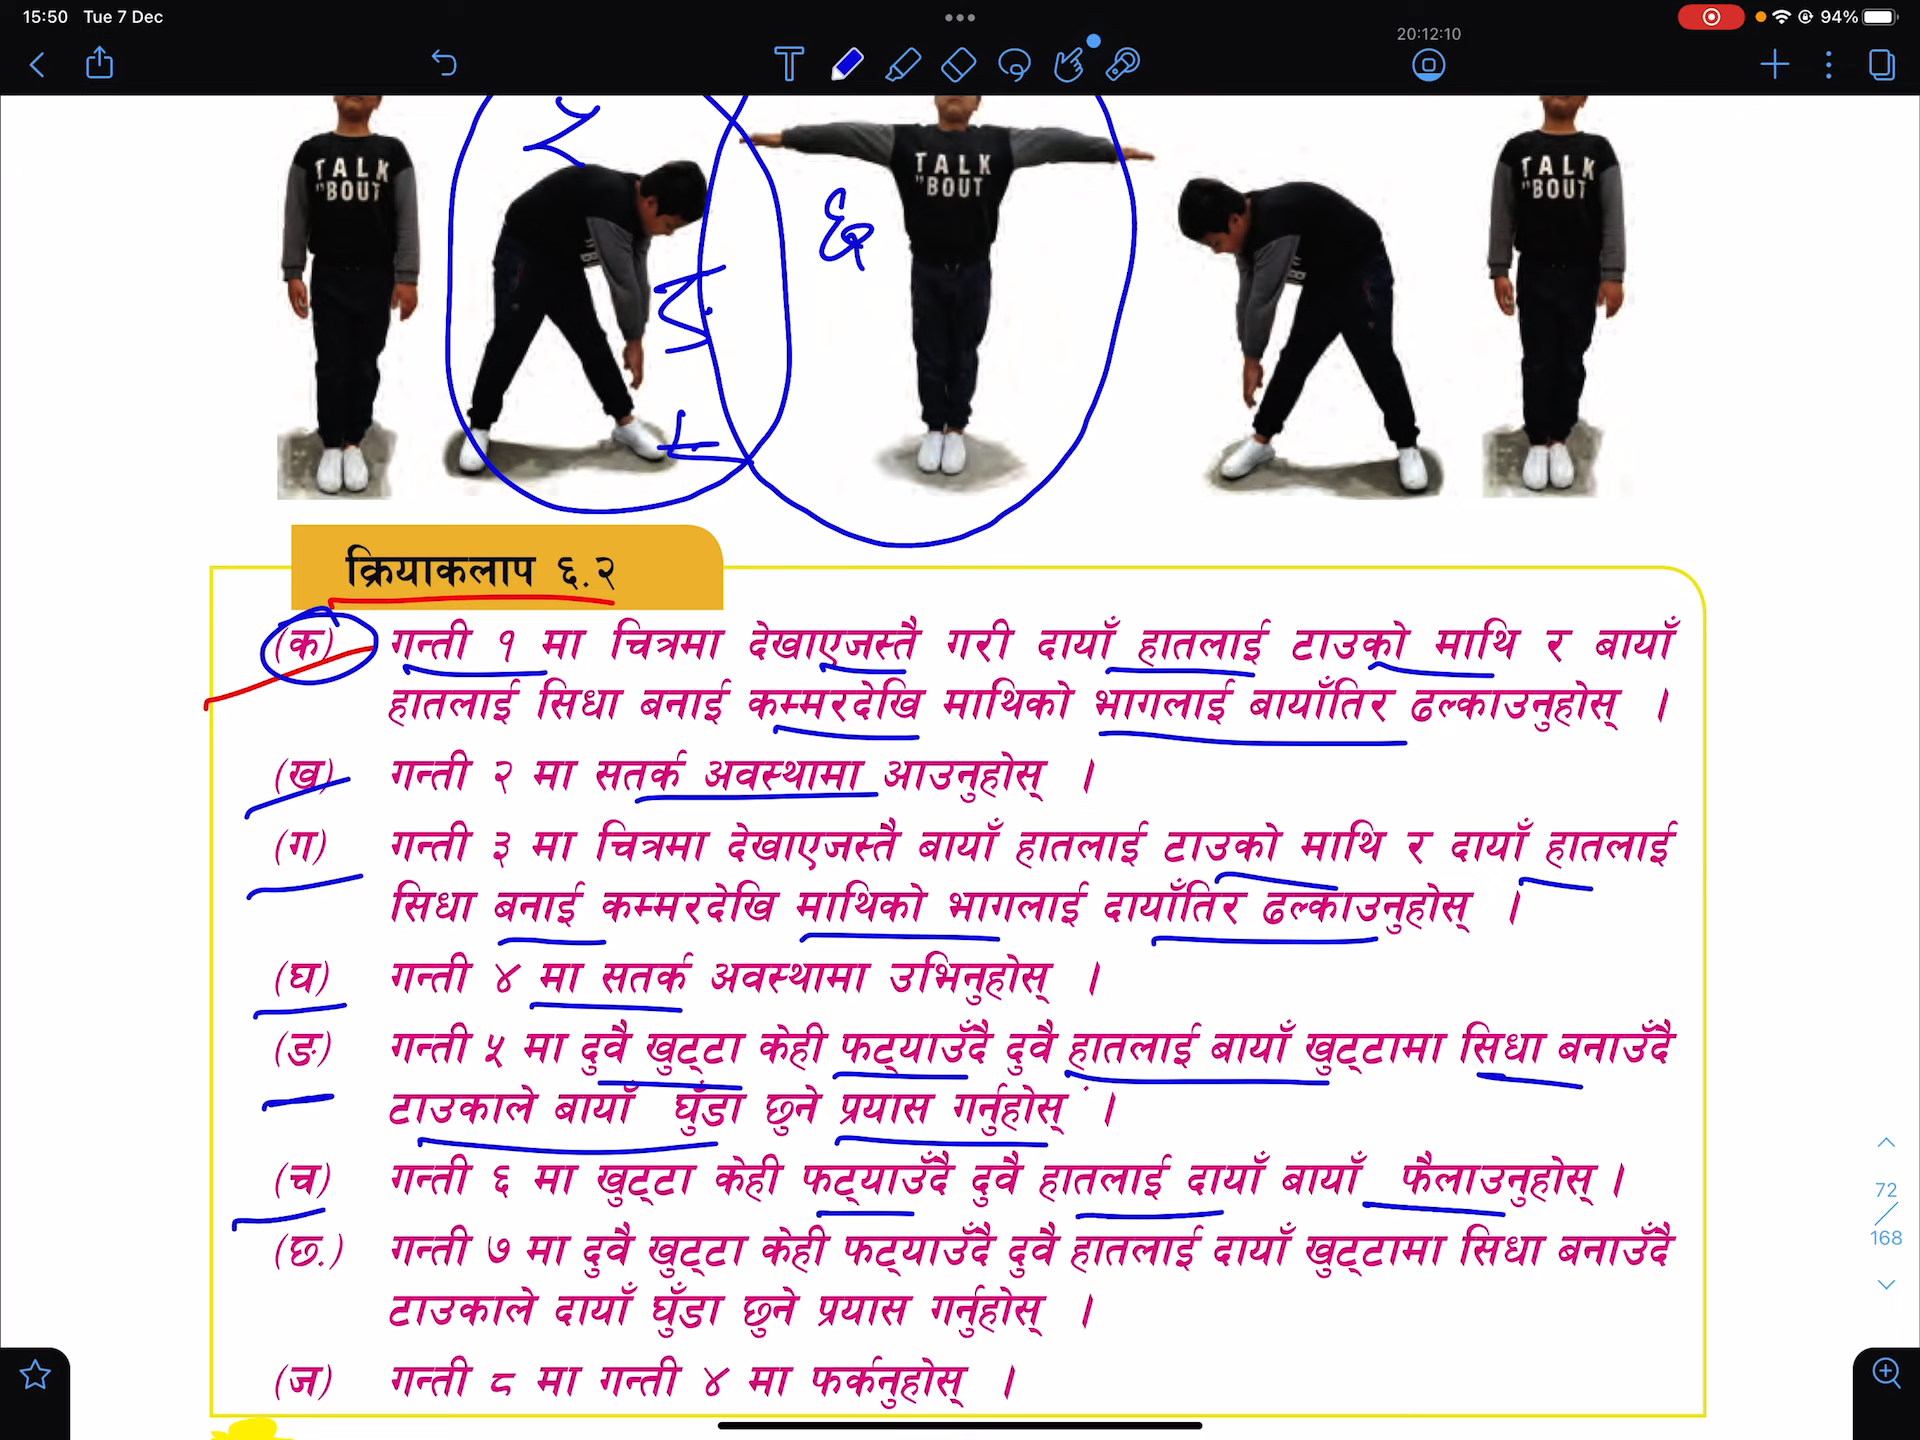 15:50 Tue 7 Dec
94%
20:12:10
TALK
"BOUT
TALK
"BOUT
TALK
"BOUT
२
६
क्रियाकलाप ६.२
(क) गन्ती १ मा चित्रमा देखाएजस्तै गरी दायाँ हातलाई टाउको माथि र बायाँ
हातलाई सिधा बनाई कम्मरदेखि माथिको भागलाई बायाँतिर ढल्काउनुहोस् ।
(ख) गन्ती २ मा सतर्क अवस्थामा आउनुहोस् ।
(ग) गन्ती ३ मा चित्रमा देखाएजस्तै बायाँ हातलाई टाउको माथि र दायाँ हातलाई
सिधा बनाई कम्मरदेखि माथिको भागलाई दायाँतिर ढल्काउनुहोस् ।
(घ) गन्ती ४ मा सतर्क अवस्थामा उभिनुहोस् ।
(ङ) गन्ती ५ मा दुवै खुट्टा केही फट्याउँदै दुवै हातलाई बायाँ खुट्टामा सिधा बनाउँदै
टाउकाले बायाँ घुँडा छुने प्रयास गर्नुहोस् ।
(च) गन्ती ६ मा खुट्टा केही फट्याउँदै दुवै हातलाई दायाँ बायाँ फैलाउनुहोस् ।
(छ.) गन्ती ७ मा दुवै खुट्टा केही फट्याउँदै दुवै हातलाई दायाँ खुट्टामा सिधा बनाउँदै
टाउकाले दायाँ घुँडा छुने प्रयास गर्नुहोस् ।
(ज) गन्ती ८ मा गन्ती ४ मा फर्कनुहोस् ।
72
168